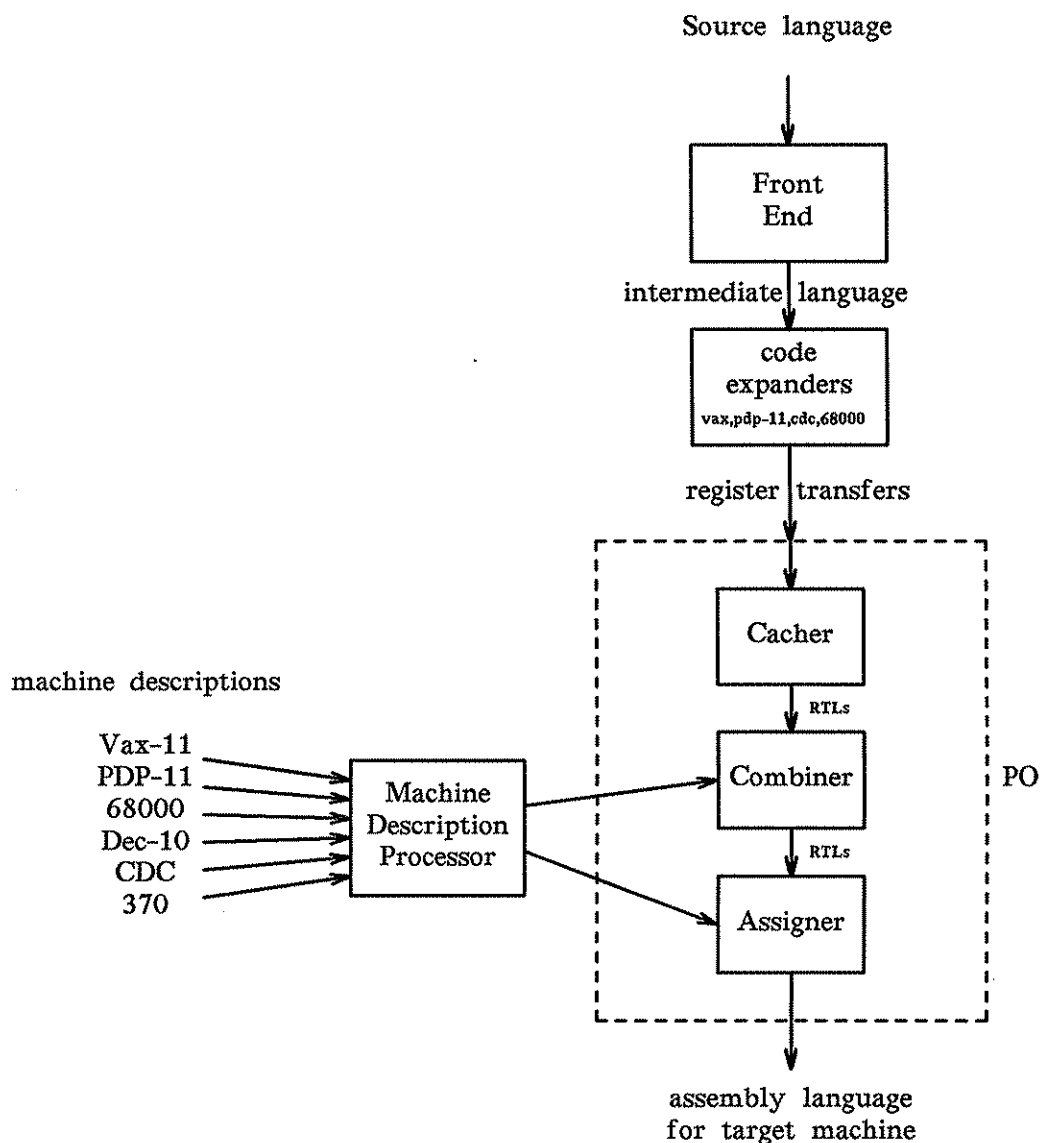 Source language
Front
End
intermediate language
code
expanders
vax,pdp-11,cdc,68000
register transfers
Cacher
RTLs
machine descriptions
Vax-11
PDP-11
68000
Dec-10
CDC
370
Machine
Description
Processor
Combiner
PO
RTLs
Assigner
assembly language
for target machine